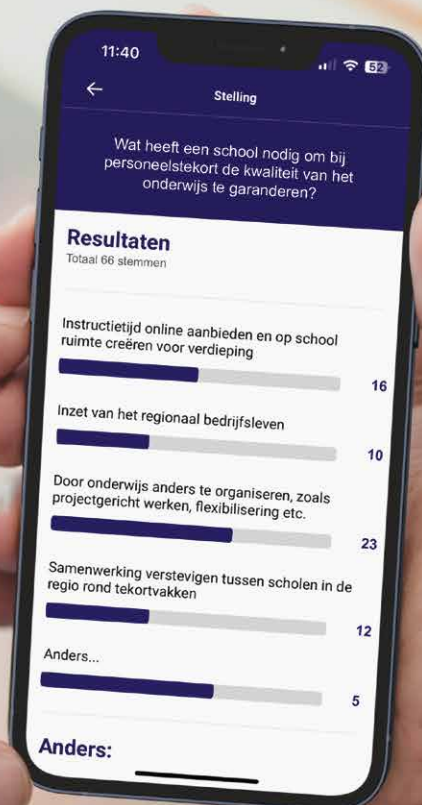 11:40
52
Stelling
Wat heeft een school nodig om bij
personeelstekort de kwaliteit van het
onderwijs te garanderen?
Resultaten
Totaal 66 stemmen
Instructietijd online aanbieden en op school
ruimte creëren voor verdieping
16
Inzet van het regionaal bedrijfsleven
10
Door onderwijs anders te organiseren, zoals
projectgericht werken, flexibilisering etc.
23
Samenwerking verstevigen tussen scholen in de
regio rond tekortvakken
12
Anders...
5
Anders: